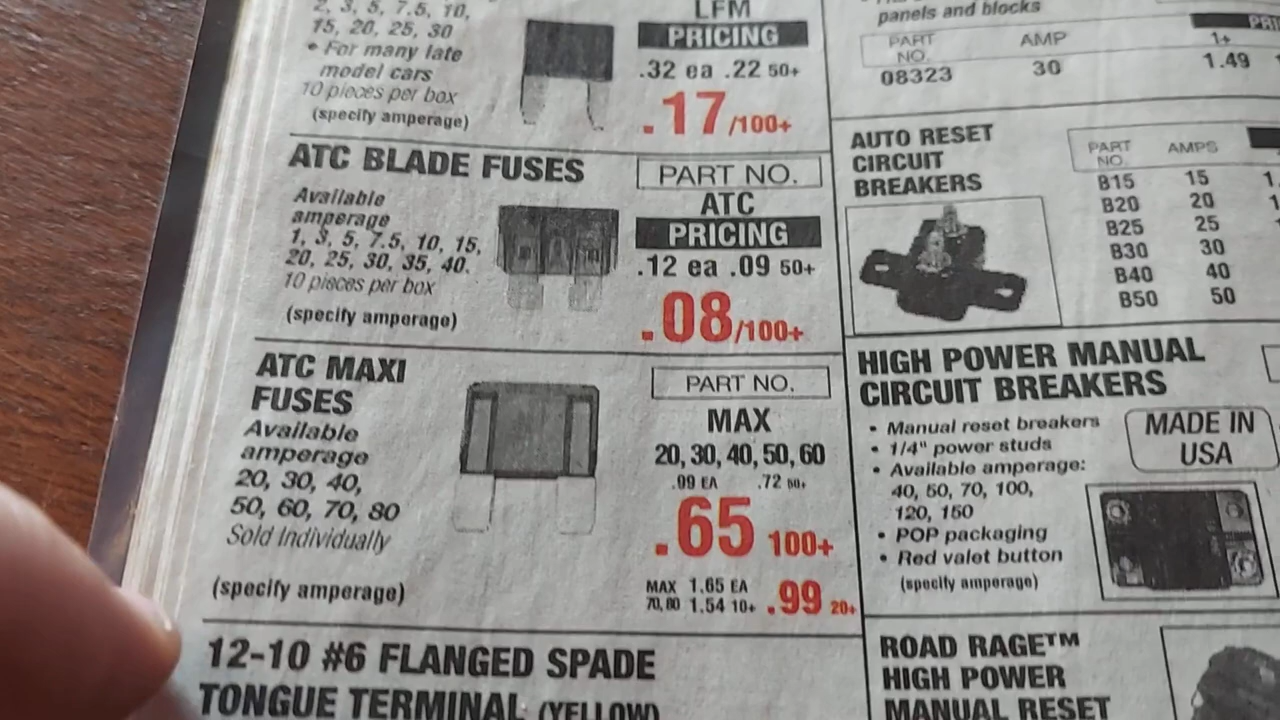 2, 3, 5, 7.5, 10,
15, 20, 25, 30
• For many late
model cars
10 pieces per box
(specify amperage)
LFM
PRICING
.32 ea .22 50+
.17/100+
ATC BLADE FUSES
Available
amperage
1, 3, 5, 7.5, 10, 15,
20, 25, 30, 35, 40.
10 pieces per box
(specify amperage)
PART NO.
ATC
PRICING
.12 ea .09 50+
.08/100+
ATC MAXI
FUSES
Available
amperage
20, 30, 40,
50, 60, 70, 80
Sold Individually
(specify amperage)
PART NO.
MAX
20, 30, 40, 50, 60
.99 EA .72 50+
.65 100+
MAX 1.65 EA
70, 80 1.54 10+ .99 20+
12-10 #6 FLANGED SPADE
TONGUE TERMINAL (YELLOW)
panels and blocks
PART NO. AMP 1+
08323 30 1.49
AUTO RESET
CIRCUIT
BREAKERS
PART NO. AMPS
B15 15
B20 20
B25 25
B30 30
B40 40
B50 50
HIGH POWER MANUAL
CIRCUIT BREAKERS
• Manual reset breakers
• 1/4" power studs
• Available amperage:
40, 50, 70, 100,
120, 150
• POP packaging
• Red valet button
(specify amperage)
MADE IN
USA
ROAD RAGE™
HIGH POWER
MANUAL RESET